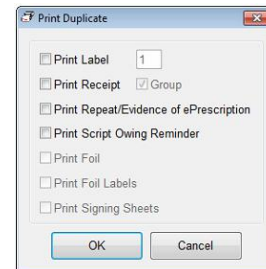 Print Duplicate
Print Label 1
Print Receipt Group
Print Repeat/Evidence of ePrescription
Print Script Owing Reminder
Print Foil
Print Foil Labels
Print Signing Sheets
OK Cancel